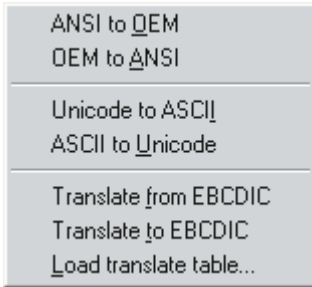 ANSI to OEM
OEM to ANSI
Unicode to ASCII
ASCII to Unicode
Translate from EBCDIC
Translate to EBCDIC
Load translate table...